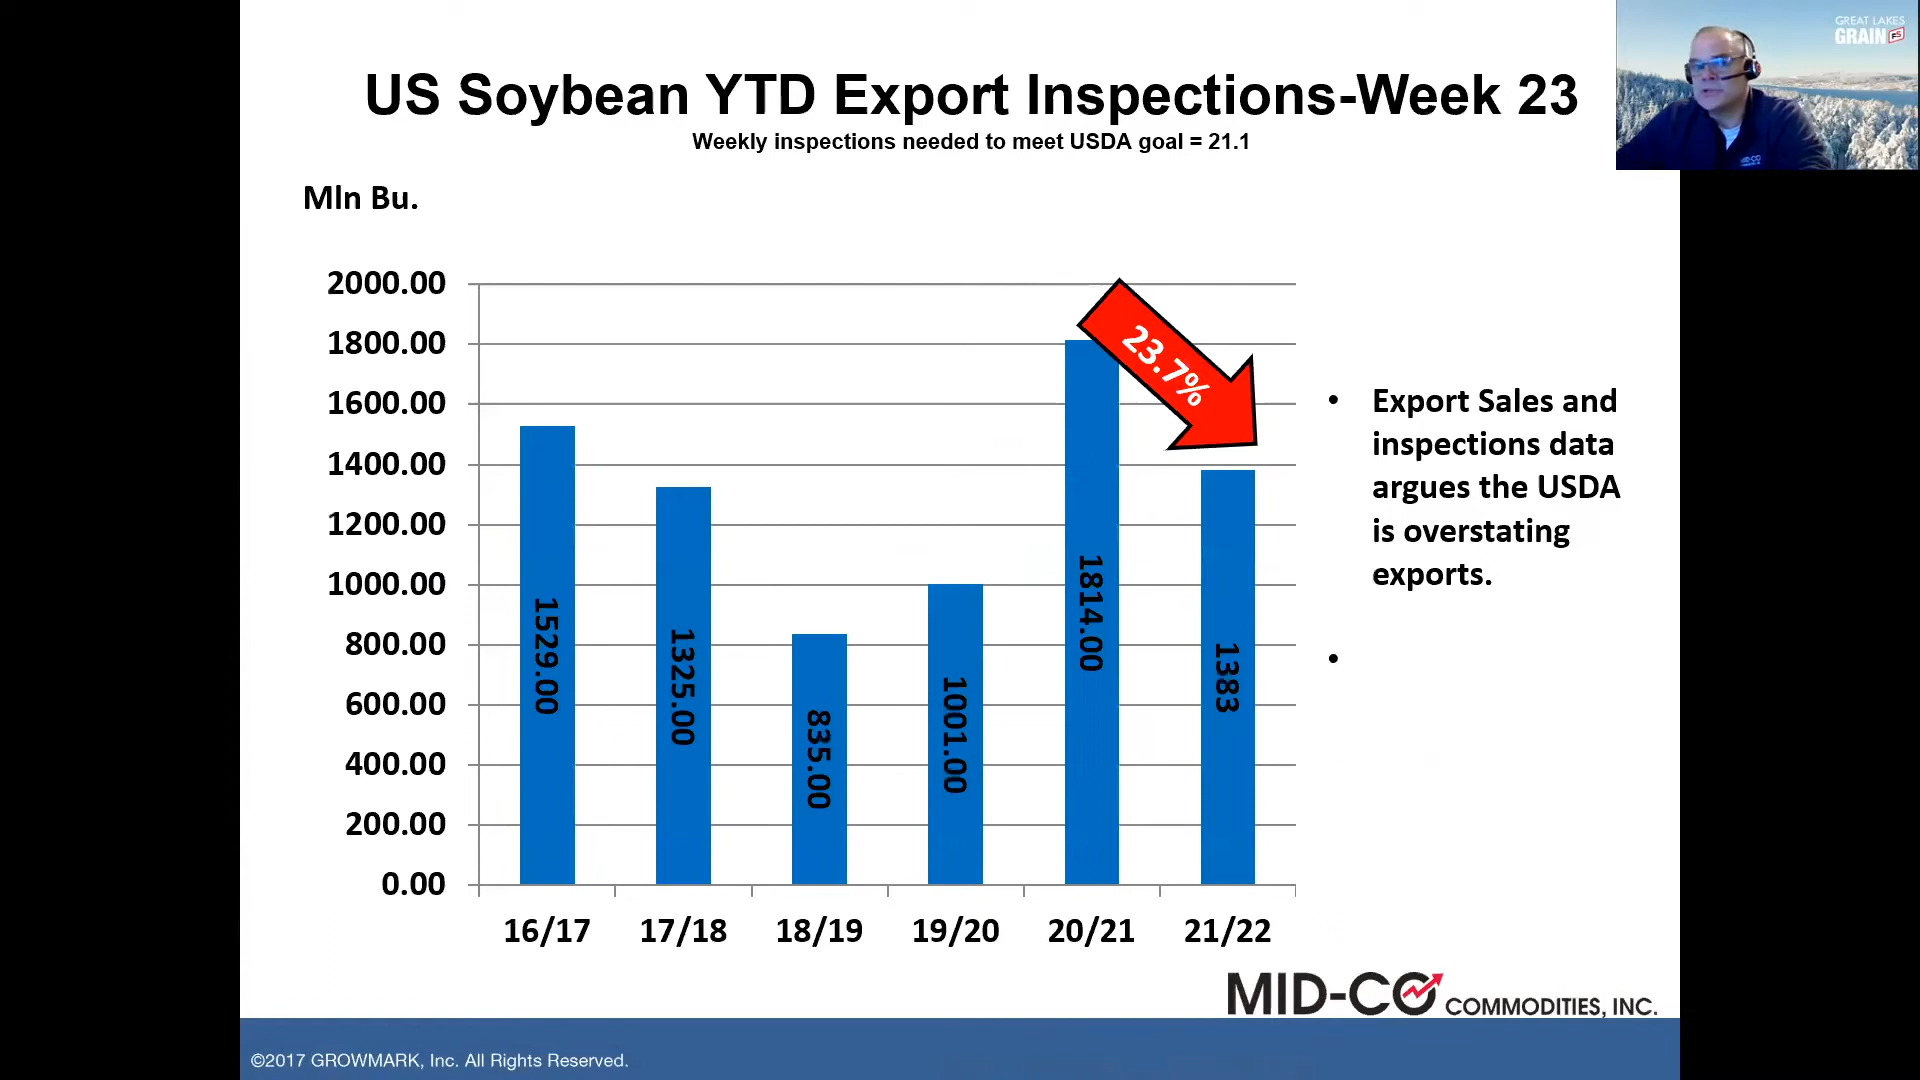 US Soybean YTD Export Inspections-Week 23
Weekly inspections needed to meet USDA goal = 21.1
GREAT LAKES
GRAIN FS
MID-CO
Mln Bu.
2000.00
1800.00
1600.00
1400.00
1200.00
1000.00
800.00
600.00
400.00
200.00
0.00
1529.00
1325.00
835.00
1001.00
1814.00
1383
23.7%
16/17
17/18
18/19
19/20
20/21
21/22
• Export Sales and
inspections data
argues the USDA
is overstating
exports.
•
MID-CO COMMODITIES, INC.
©2017 GROWMARK, Inc. All Rights Reserved.